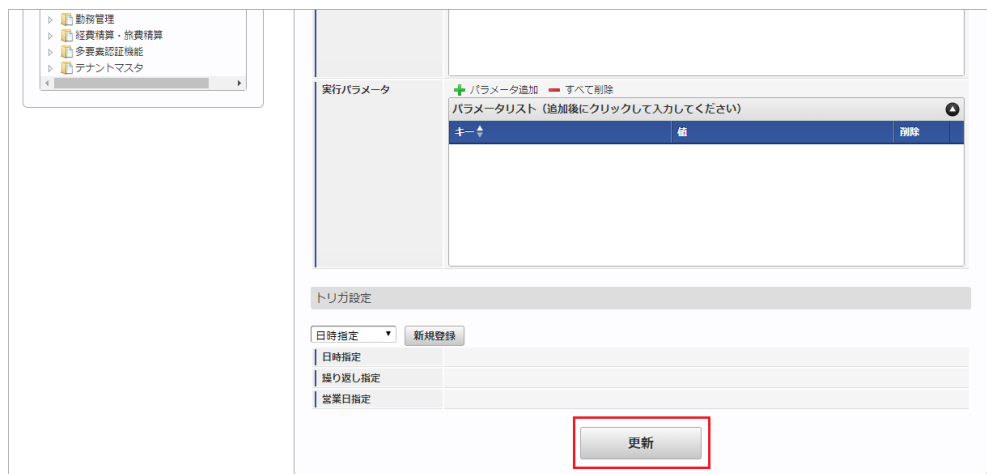 勤務管理
経費精算・旅費精算
多要素認証機能
テナントマスタ
実行パラメータ
パラメータ追加 すべて削除
パラメータリスト（追加後にクリックして入力してください）
キー 値 削除
トリガ設定
日時指定 新規登録
日時指定
繰り返し指定
営業日指定
更新